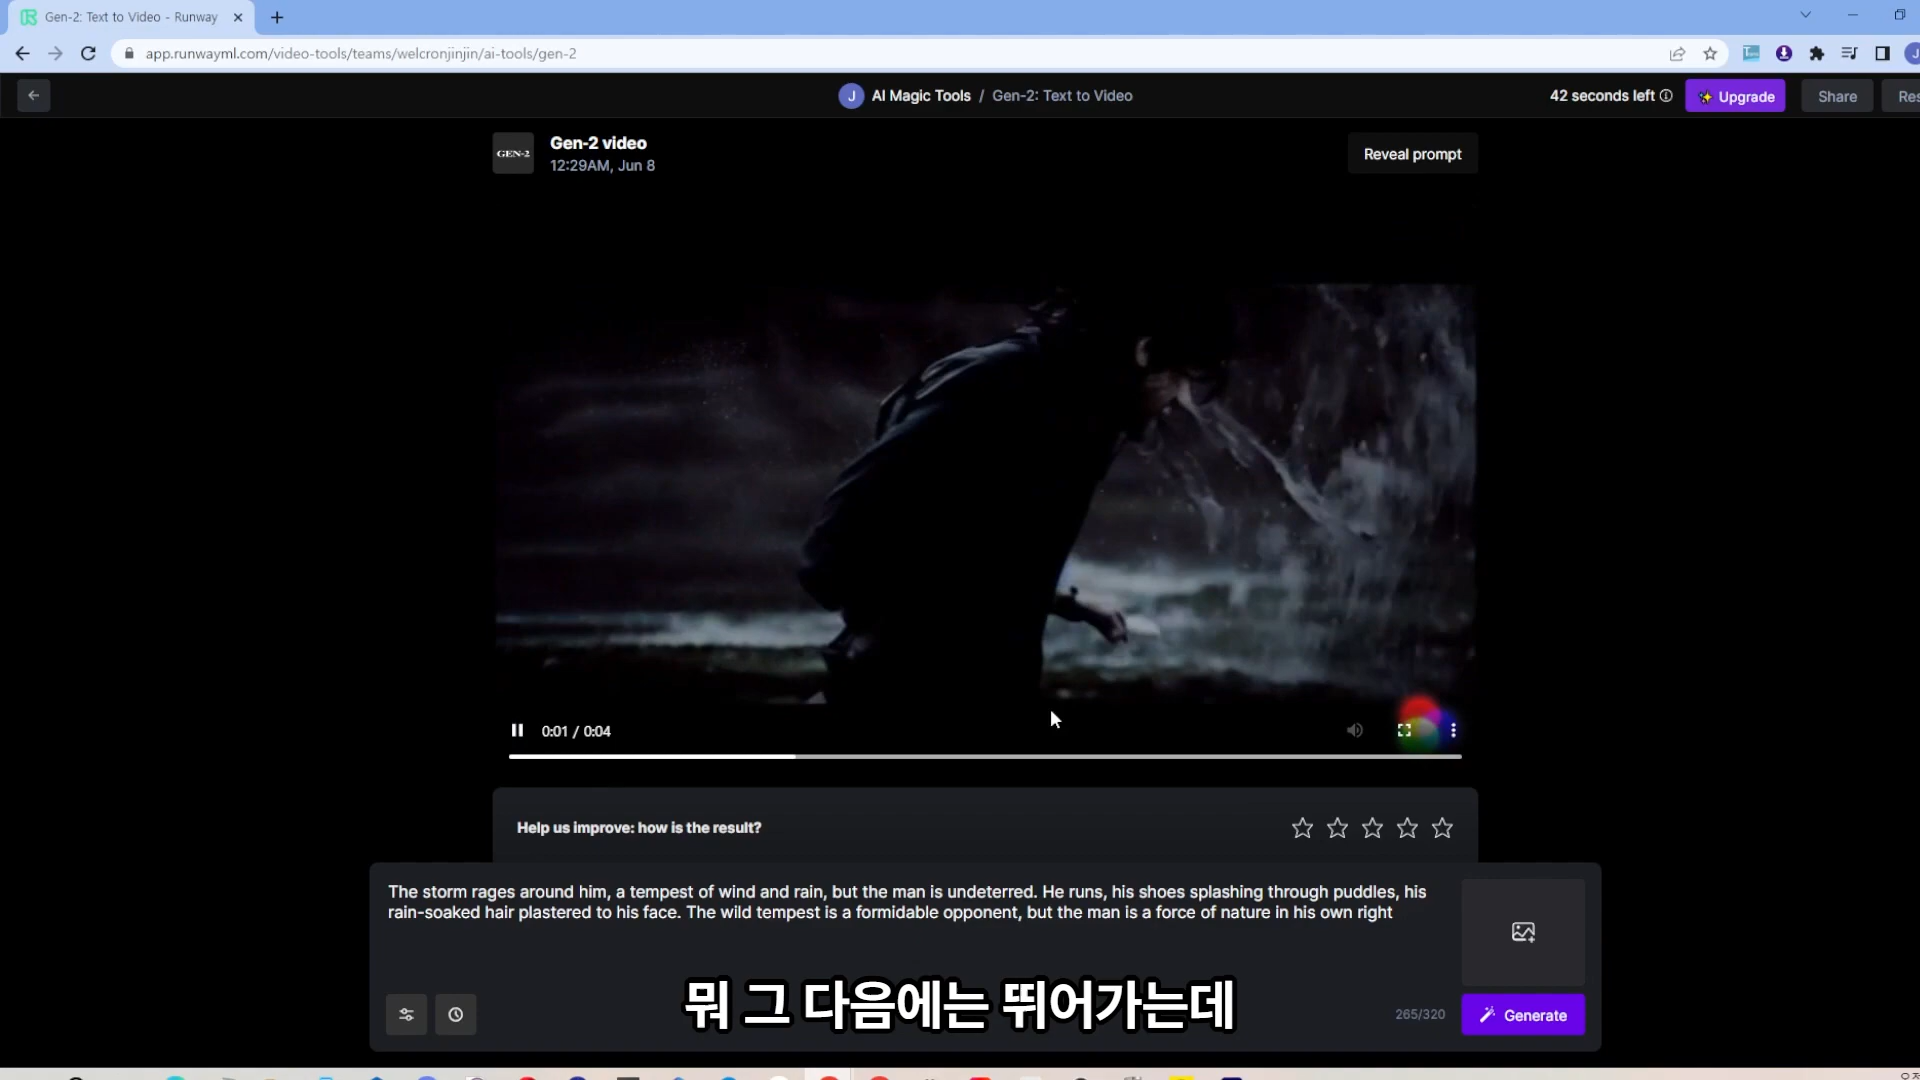 Gen-2: Text to Video - Runway
app.runwayml.com/video-tools/teams/welcronjinjin/ai-tools/gen-2
J AI Magic Tools / Gen-2: Text to Video
42 seconds left
Upgrade
Share
Res
GEN-2
Gen-2 video
12:29AM, Jun 8
Reveal prompt
0:01 / 0:04
Help us improve: how is the result?
The storm rages around him, a tempest of wind and rain, but the man is undeterred. He runs, his shoes splashing through puddles, his
rain-soaked hair plastered to his face. The wild tempest is a formidable opponent, but the man is a force of nature in his own right
뭐 그 다음에는 뛰어가는데
265/320
Generate